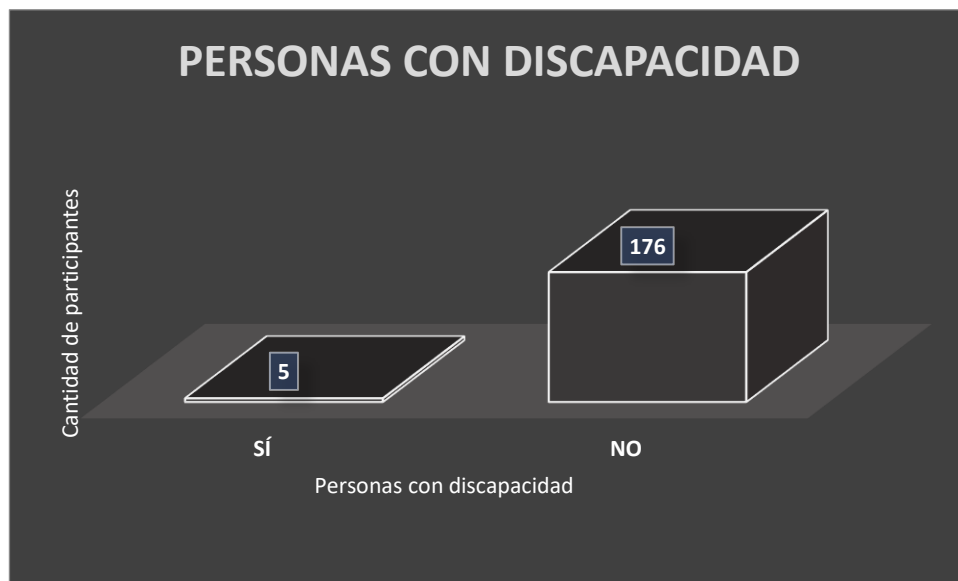 PERSONAS CON DISCAPACIDAD
Cantidad de participantes
176
5
SÍ
NO
Personas con discapacidad